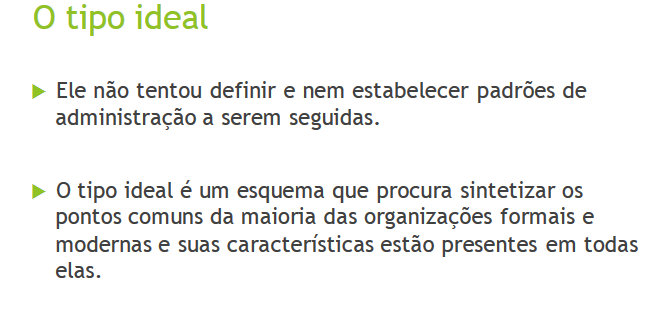 O tipo ideal
Ele não tentou definir e nem estabelecer padrões de
administração a serem seguidas.
O tipo ideal é um esquema que procura sintetizar os
pontos comuns da maioria das organizações formais e
modernas e suas características estão presentes em todas
elas.